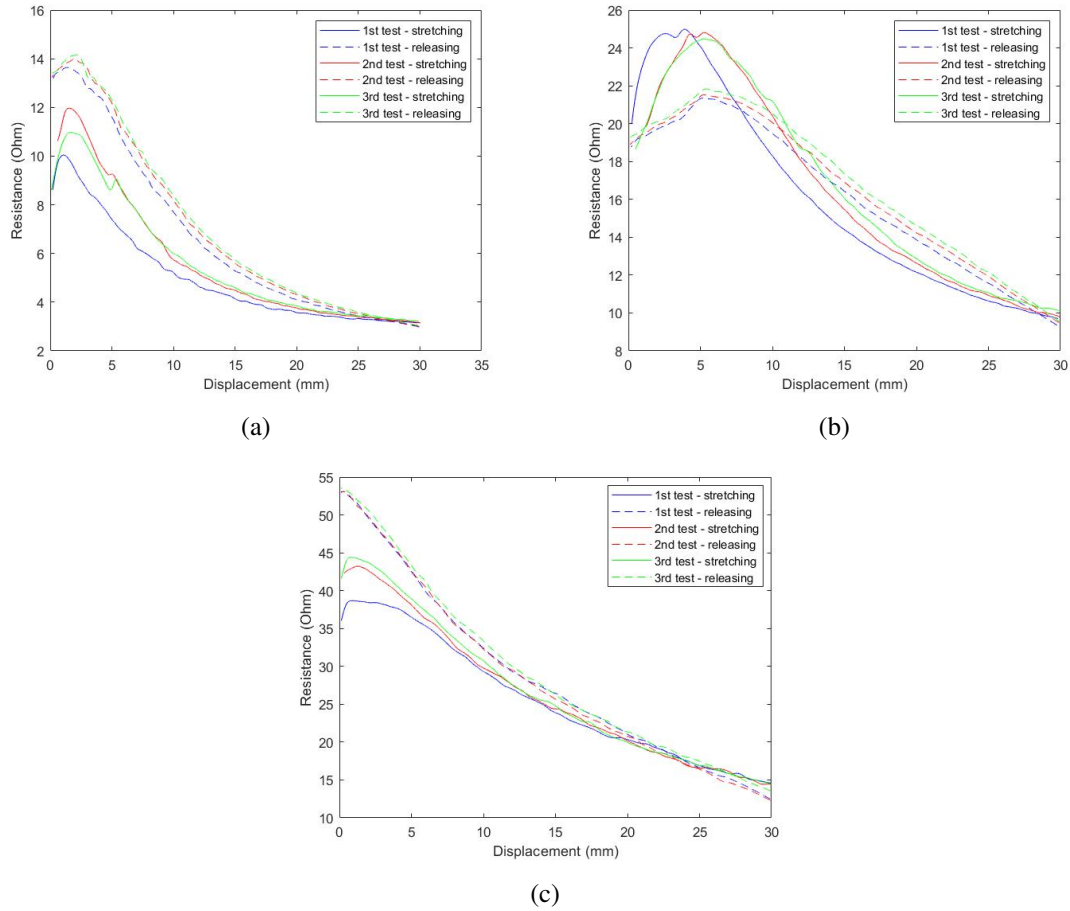 16
14
12
10
8
6
4
2
Resistance (Ohm)
0 5 10 15 20 25 30 35
Displacement (mm)
1st test - stretching
1st test - releasing
2nd test - stretching
2nd test - releasing
3rd test - stretching
3rd test - releasing
(a)
26
24
22
20
18
16
14
12
10
8
Resistance (Ohm)
0 5 10 15 20 25 30
Displacement (mm)
1st test - stretching
1st test - releasing
2nd test - stretching
2nd test - releasing
3rd test - stretching
3rd test - releasing
(b)
55
50
45
40
35
30
25
20
15
10
Resistance (Ohm)
0 5 10 15 20 25 30
Displacement (mm)
1st test - stretching
1st test - releasing
2nd test - stretching
2nd test - releasing
3rd test - stretching
3rd test - releasing
(c)